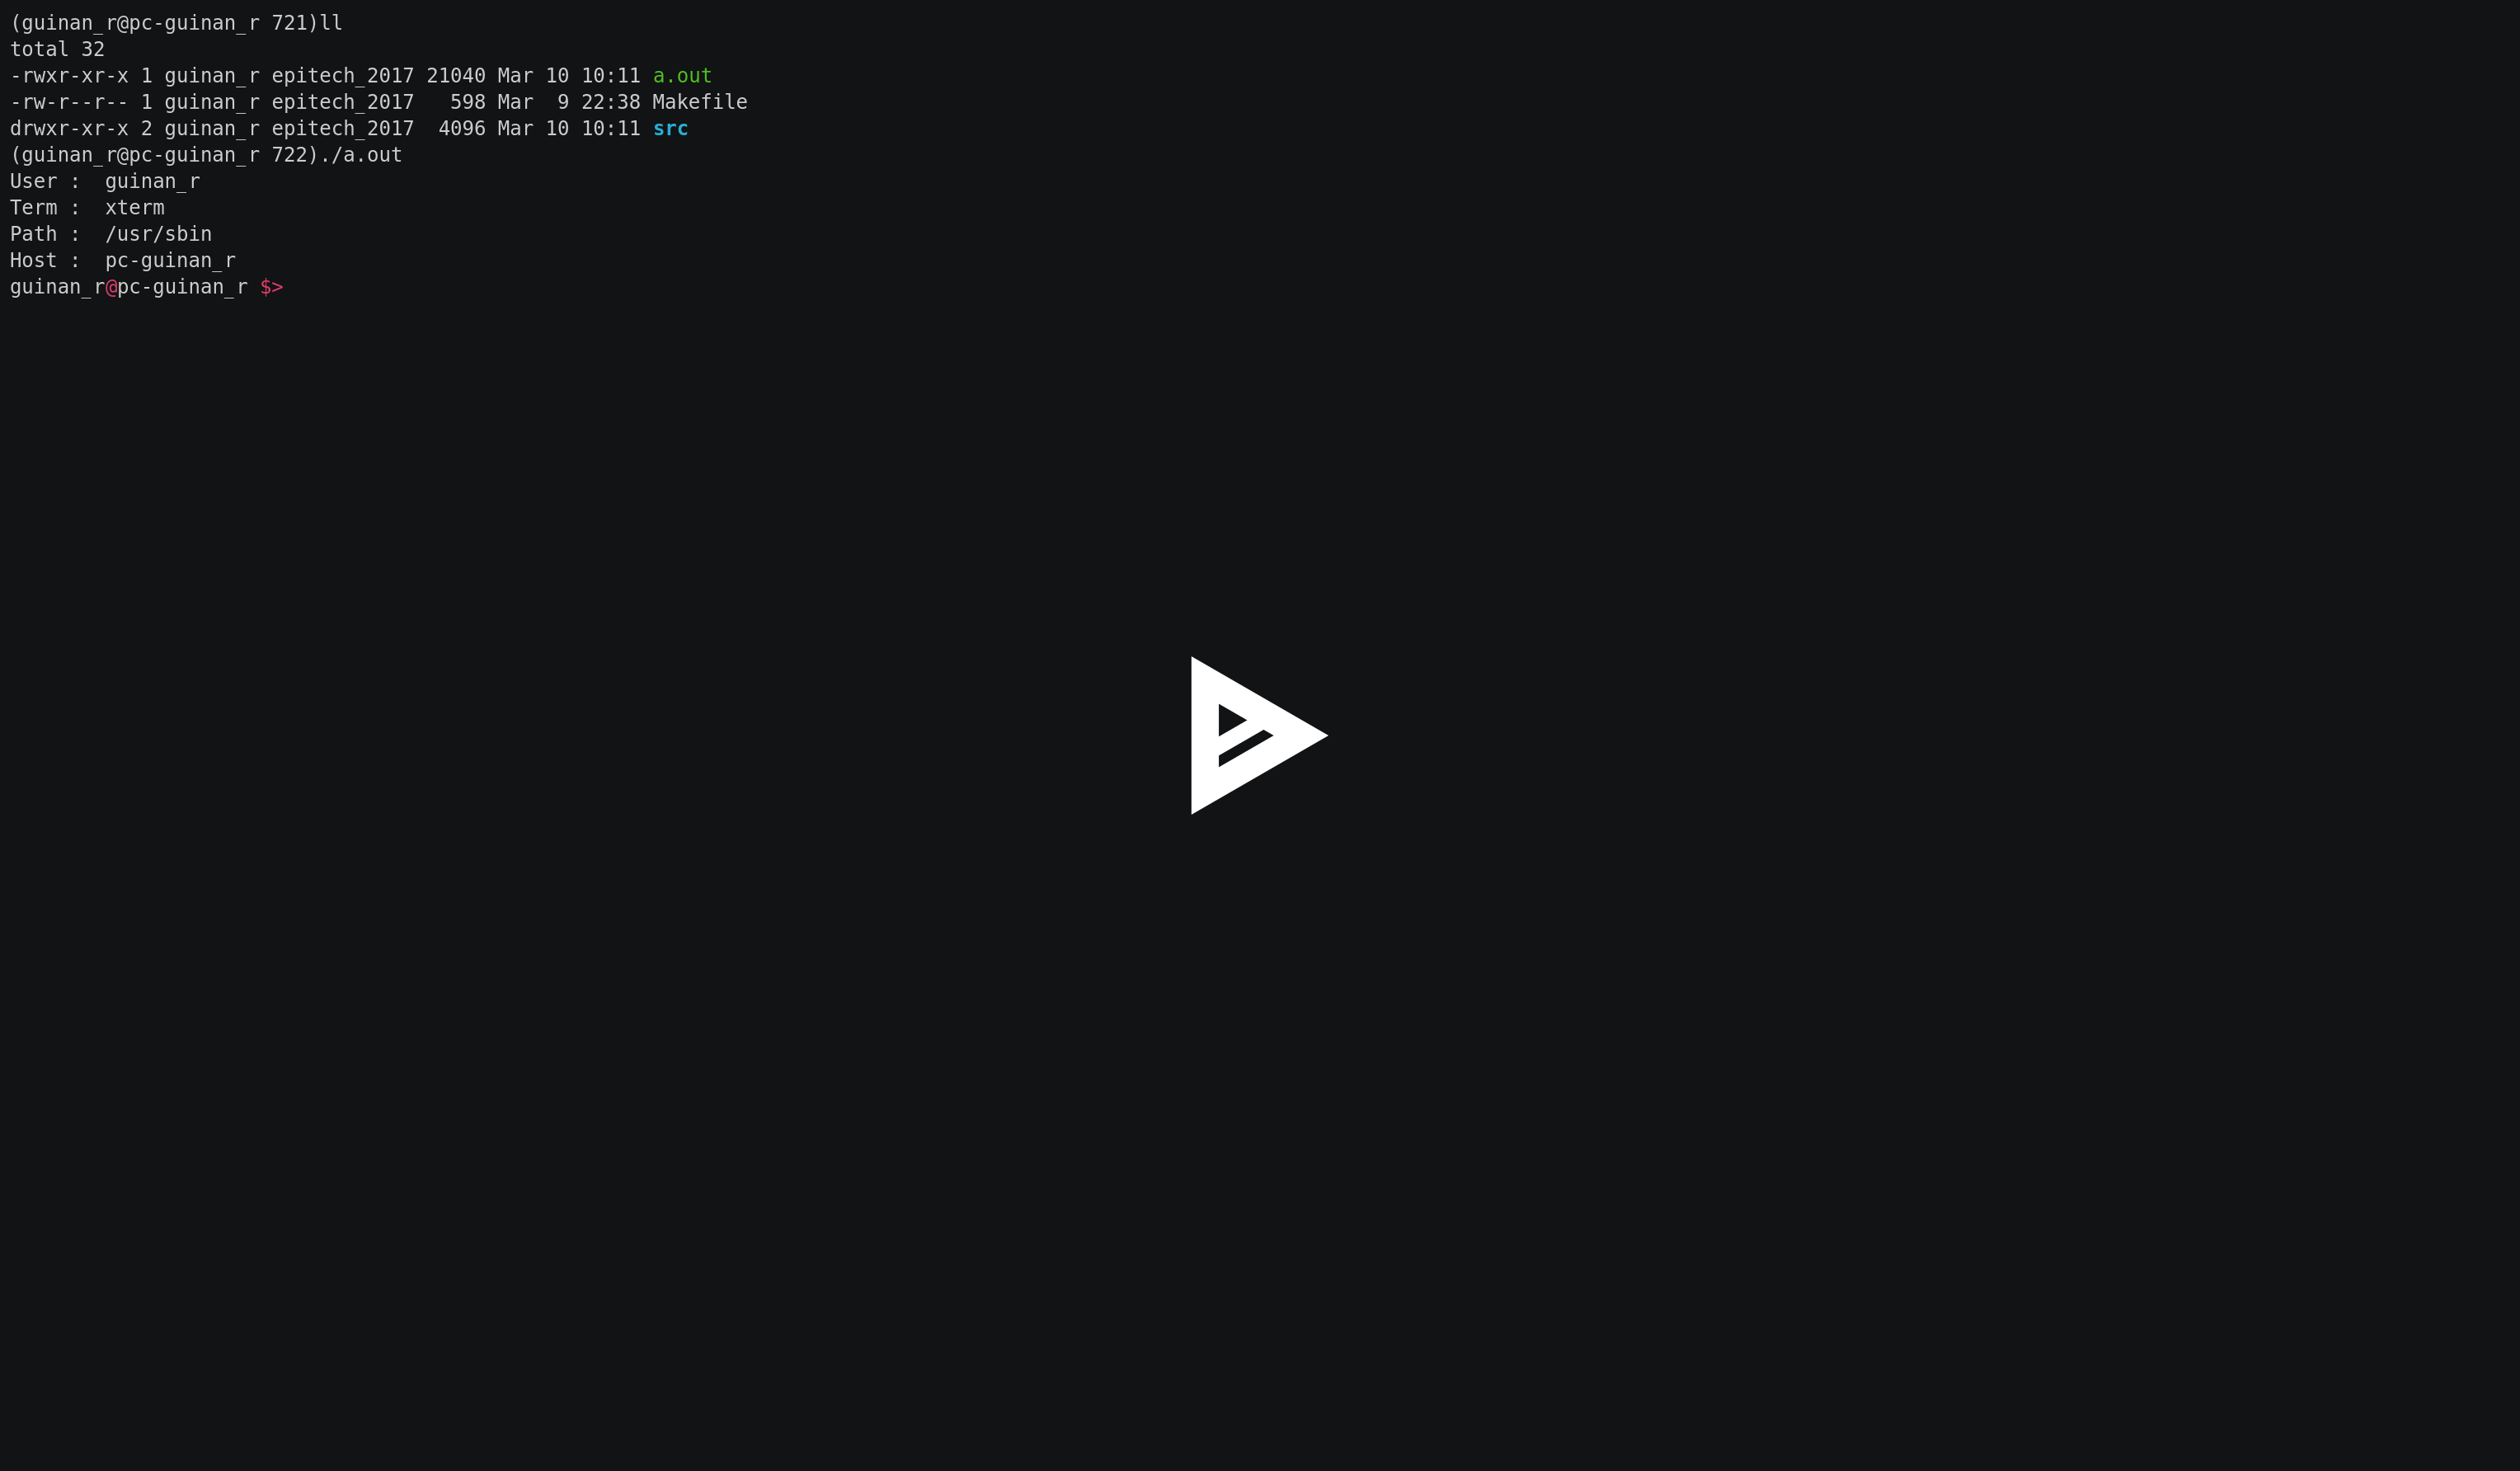 (guinan_r@pc-guinan_r 721)ll
total 32
-rwxr-xr-x 1 guinan_r epitech_2017 21040 Mar 10 10:11 a.out
-rw-r--r-- 1 guinan_r epitech_2017   598 Mar  9 22:38 Makefile
drwxr-xr-x 2 guinan_r epitech_2017  4096 Mar 10 10:11 src
(guinan_r@pc-guinan_r 722)./a.out
User :  guinan_r
Term :  xterm
Path :  /usr/sbin
Host :  pc-guinan_r
guinan_r@pc-guinan_r $>